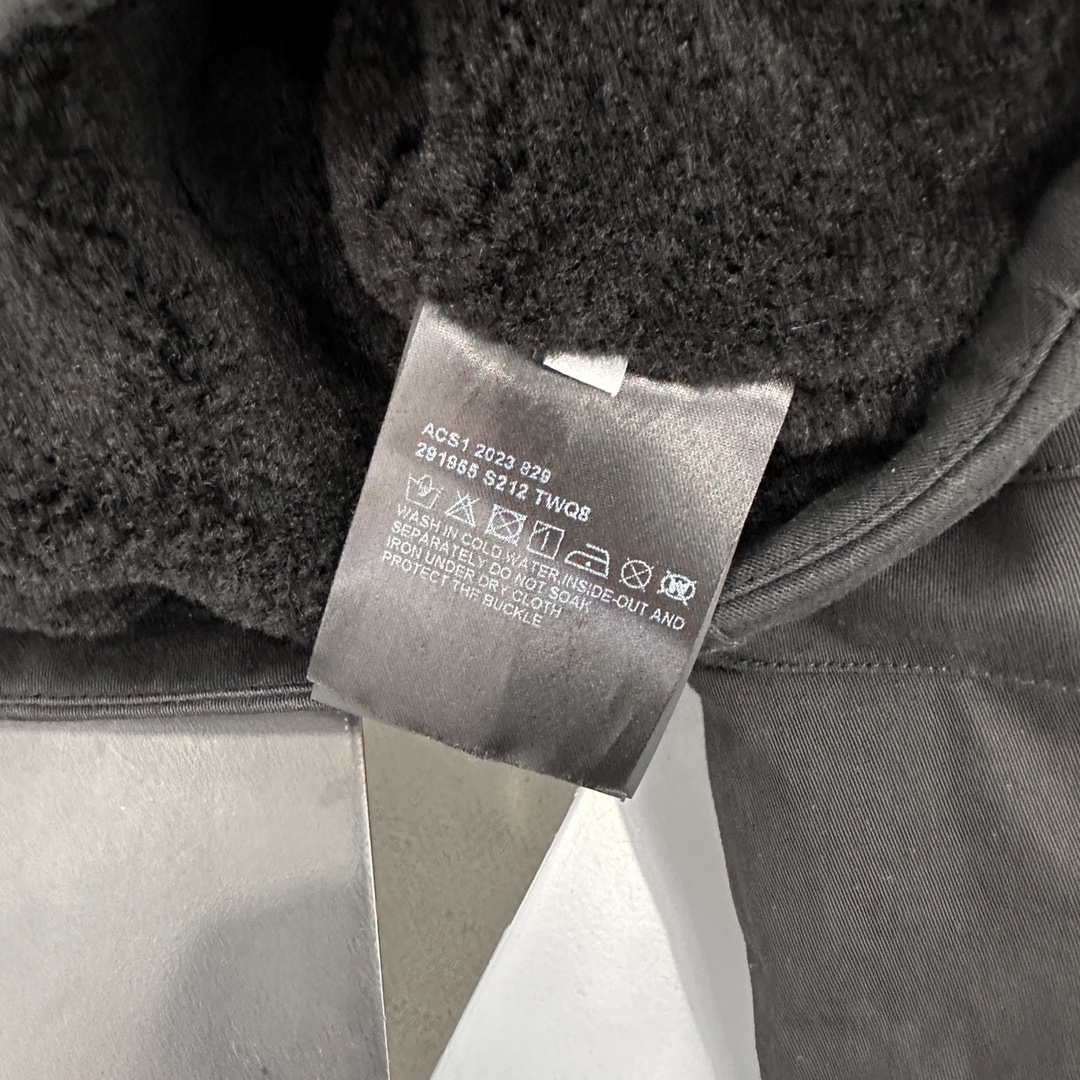 ACS1 2023 829
291965 S212 TWQ8
WASH IN COLD WATER,INSIDE-OUT AND
SEPARATELY DO NOT SOAK
IRON UNDER DRY CLOTH
PROTECT THE BUCKLE